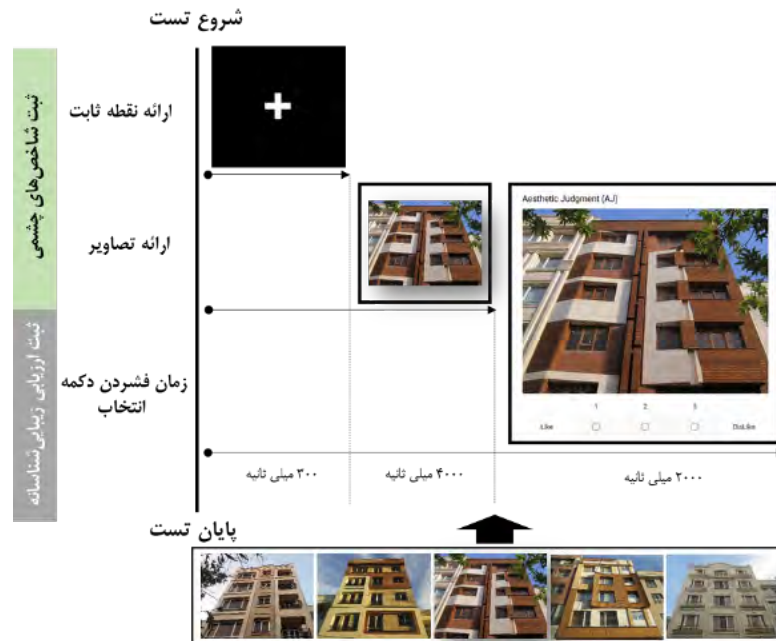 شروع تست
ثبت شاخص‌های چشمی
ارائه نقطه ثابت
ارائه تصاویر
Aesthetic Judgment (AJ)
ثبت ارزیابی زیبایی‌شناسانه
زمان فشردن دکمه
انتخاب
1 2 3
Like DisLike
۳۰۰ میلی ثانیه
۴۰۰۰ میلی ثانیه
۲۰۰۰ میلی ثانیه
پایان تست